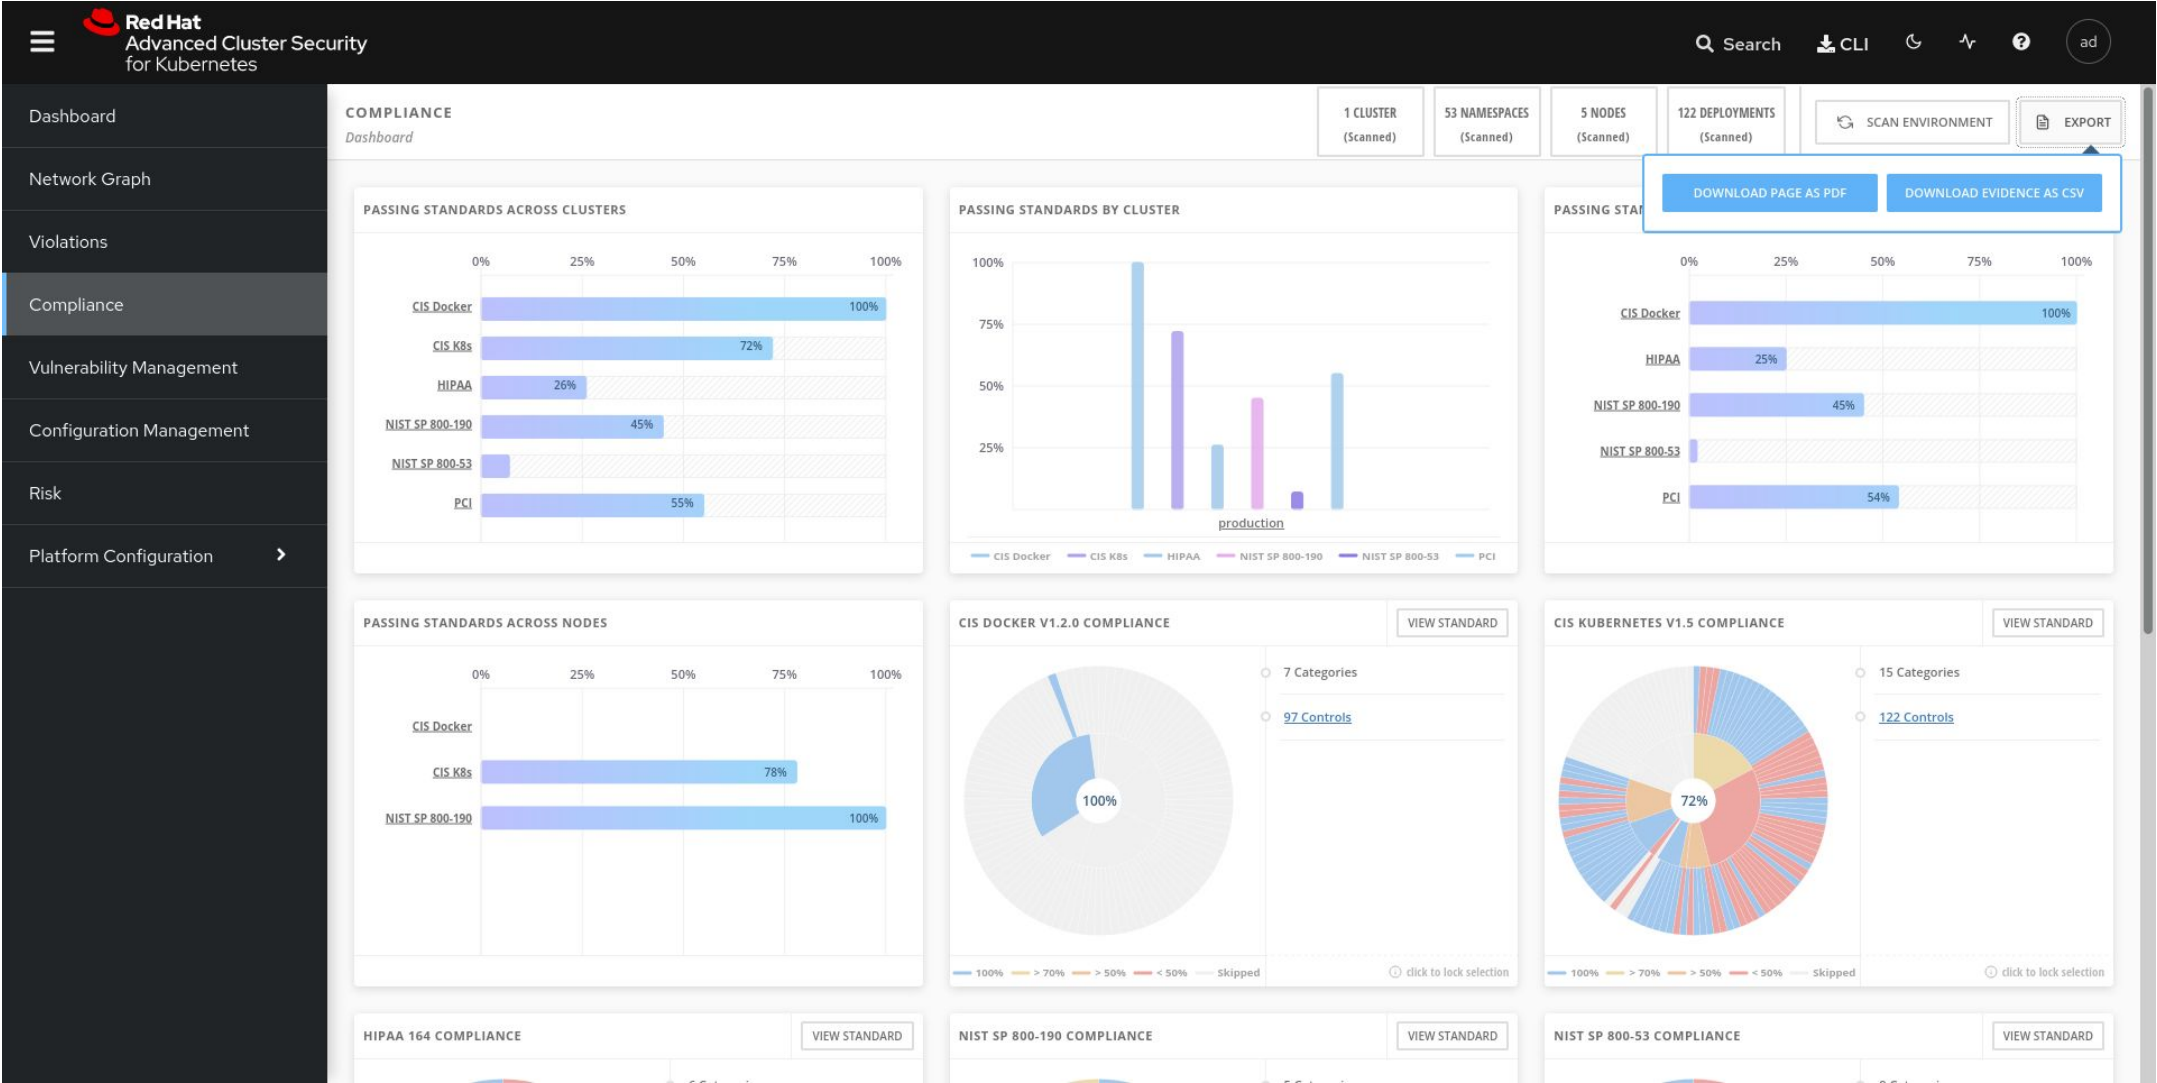 Red Hat
Advanced Cluster Security
for Kubernetes
Search
CLI
ad
Dashboard
Network Graph
Violations
Compliance
Vulnerability Management
Configuration Management
Risk
Platform Configuration
COMPLIANCE
Dashboard
1 CLUSTER
(Scanned)
53 NAMESPACES
(Scanned)
5 NODES
(Scanned)
122 DEPLOYMENTS
(Scanned)
SCAN ENVIRONMENT
EXPORT
DOWNLOAD PAGE AS PDF
DOWNLOAD EVIDENCE AS CSV
PASSING STANDARDS ACROSS CLUSTERS
0% 25% 50% 75% 100%
CIS Docker 100%
CIS K8s 72%
HIPAA 26%
NIST SP 800-190 45%
NIST SP 800-53
PCI 55%
PASSING STANDARDS BY CLUSTER
100%
75%
50%
25%
production
CIS Docker CIS K8s HIPAA NIST SP 800-190 NIST SP 800-53 PCI
PASSING
0% 25% 50% 75% 100%
CIS Docker 100%
HIPAA 25%
NIST SP 800-190 45%
NIST SP 800-53
PCI 54%
PASSING STANDARDS ACROSS NODES
0% 25% 50% 75% 100%
CIS Docker
CIS K8s 78%
NIST SP 800-190 100%
CIS DOCKER V1.2.0 COMPLIANCE
VIEW STANDARD
7 Categories
97 Controls
100%
100% > 70% > 50% < 50% Skipped
click to lock selection
CIS KUBERNETES V1.5 COMPLIANCE
VIEW STANDARD
15 Categories
122 Controls
72%
100% > 70% > 50% < 50% Skipped
click to lock selection
HIPAA 164 COMPLIANCE
VIEW STANDARD
NIST SP 800-190 COMPLIANCE
VIEW STANDARD
NIST SP 800-53 COMPLIANCE
VIEW STANDARD